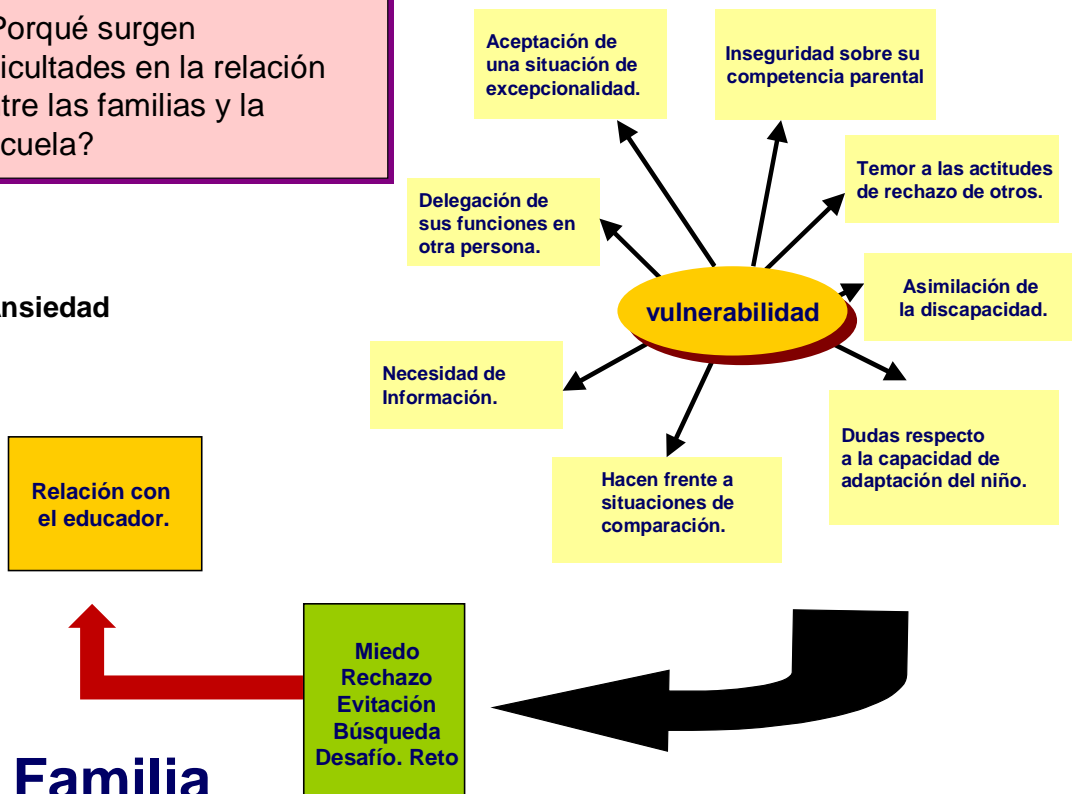 Porqué surgen
icultades en la relación
tre las familias y la
cuela?
Aceptación de
una situación de
excepcionalidad.
Inseguridad sobre su
competencia parental
Temor a las actitudes
de rechazo de otros.
Delegación de
sus funciones en
otra persona.
Asimilación de
la discapacidad.
vulnerabilidad
nsiedad
Necesidad de
Información.
Dudas respecto
a la capacidad de
adaptación del niño.
Hacen frente a
situaciones de
comparación.
Relación con
el educador.
Miedo
Rechazo
Evitación
Búsqueda
Desafío. Reto
Familia